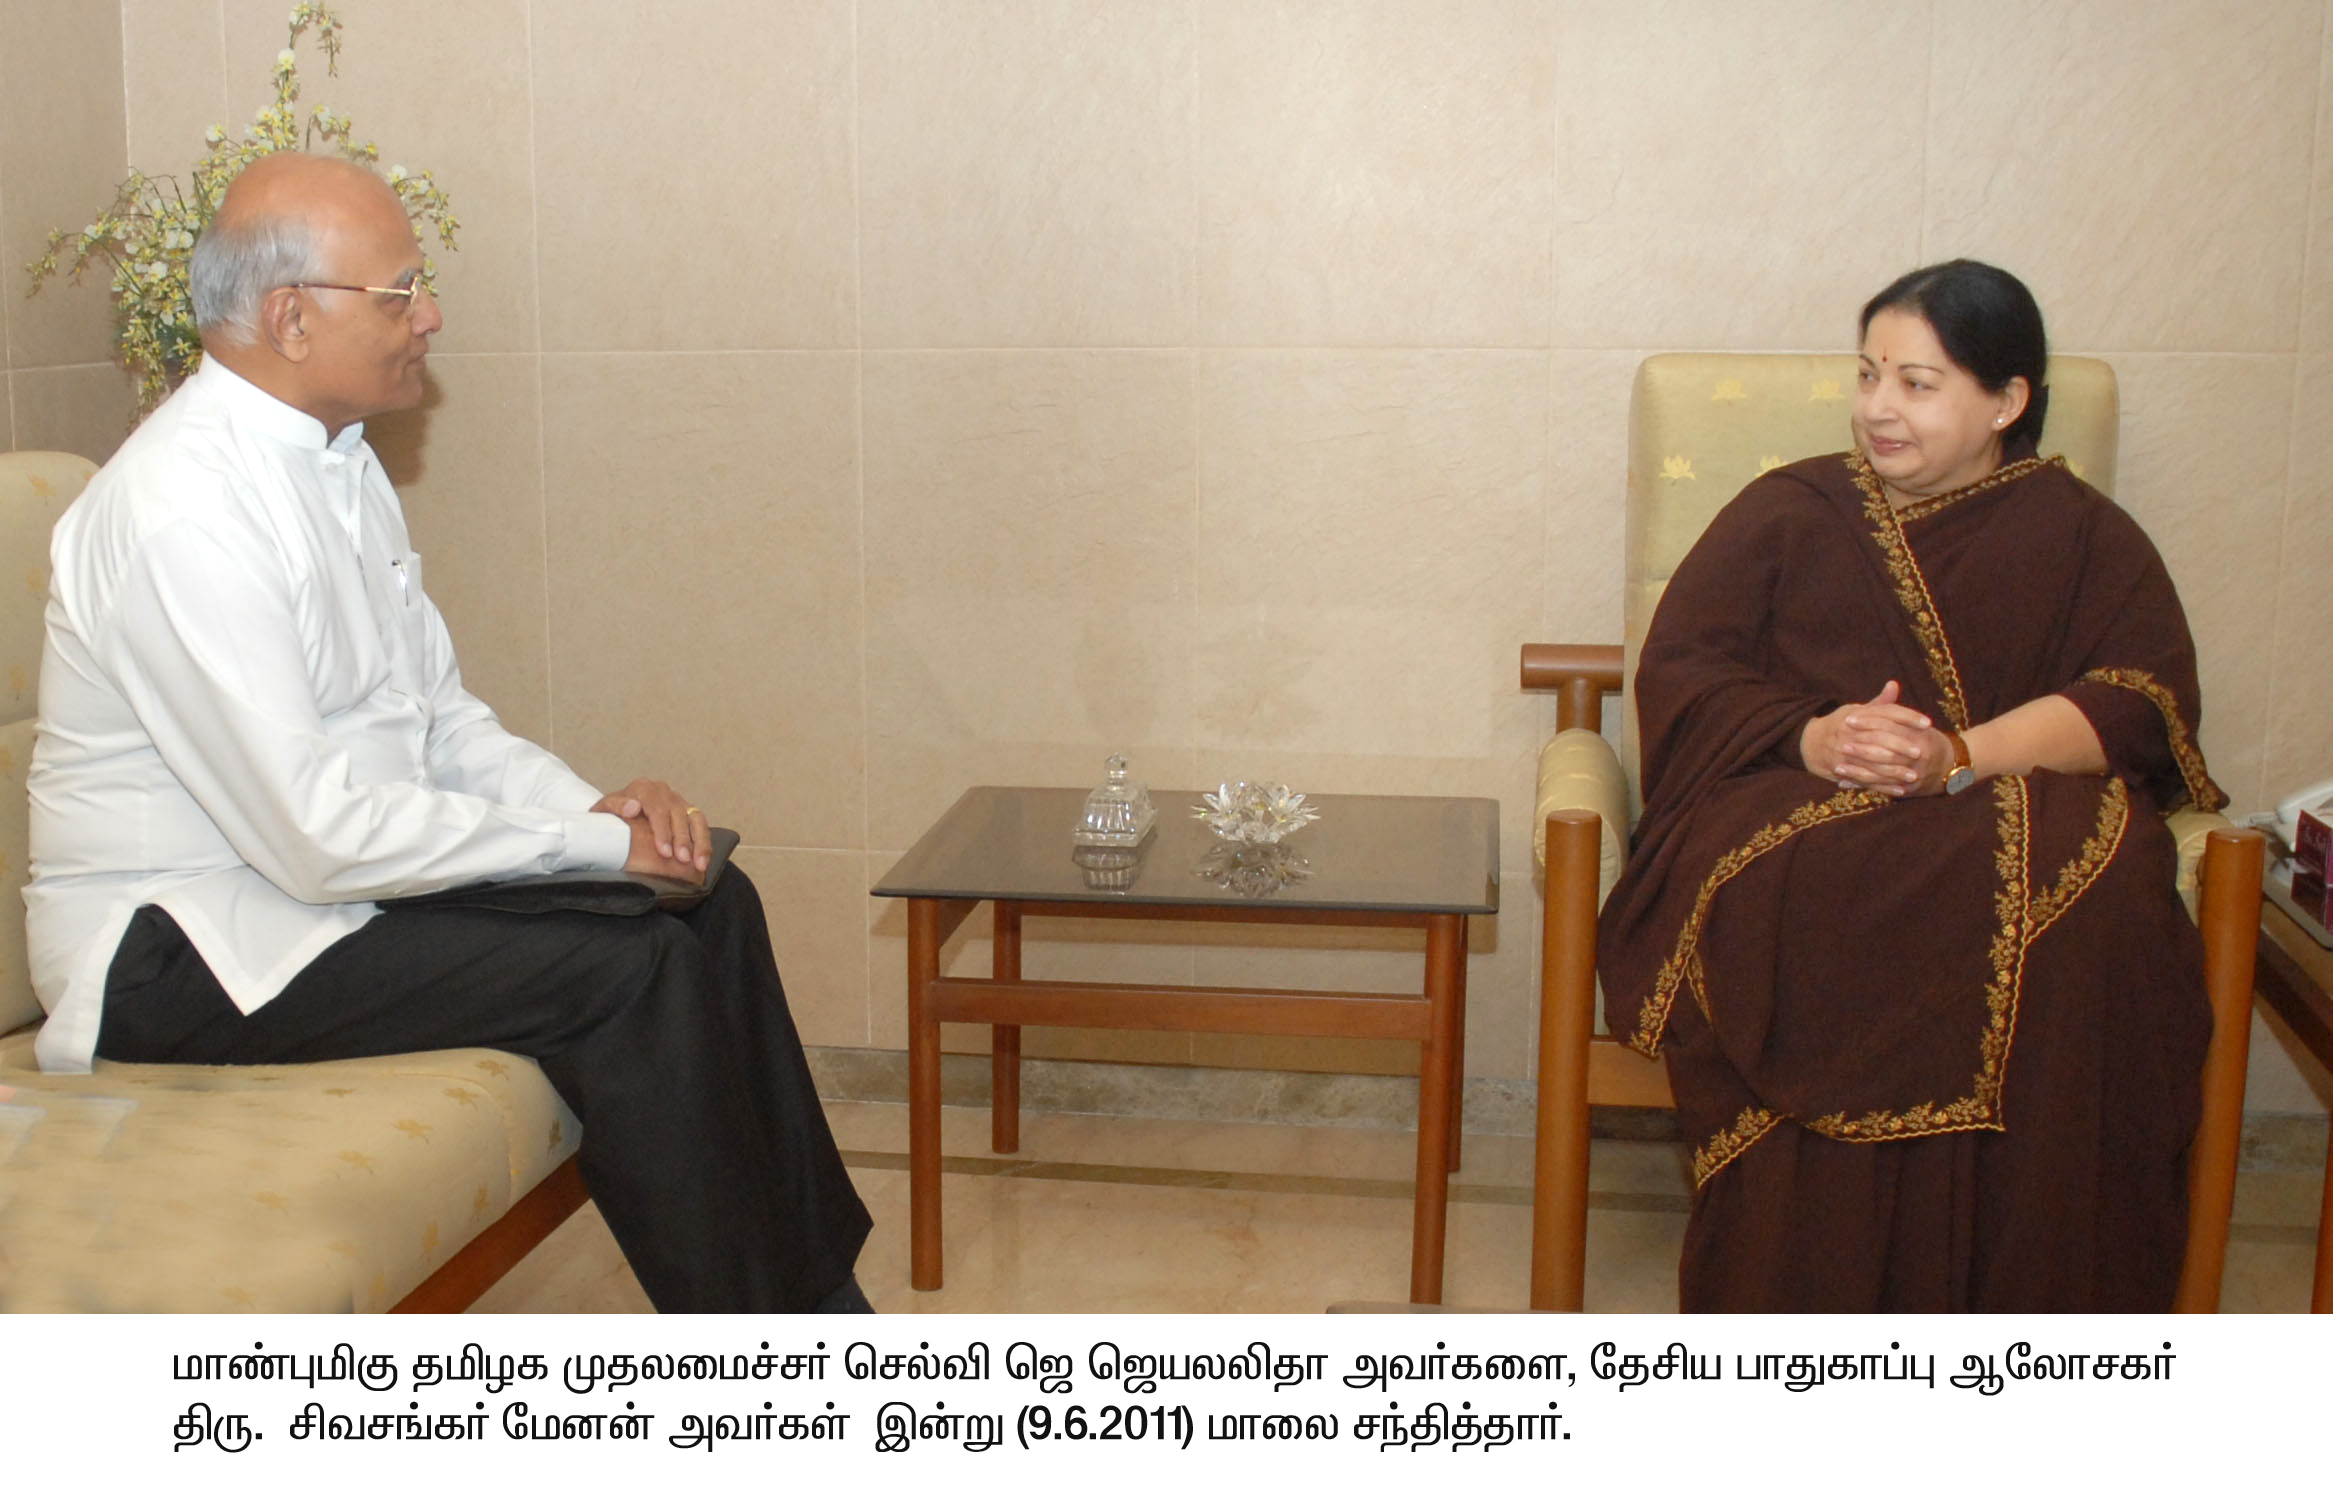 மாண்புமிகு தமிழக முதலமைச்சர் செல்வி ஜெ ஜெயலலிதா அவர்களை, தேசிய பாதுகாப்பு ஆலோசகர்
திரு. சிவசங்கர் மேனன் அவர்கள் இன்று (9.6.2011) மாலை சந்தித்தார்.